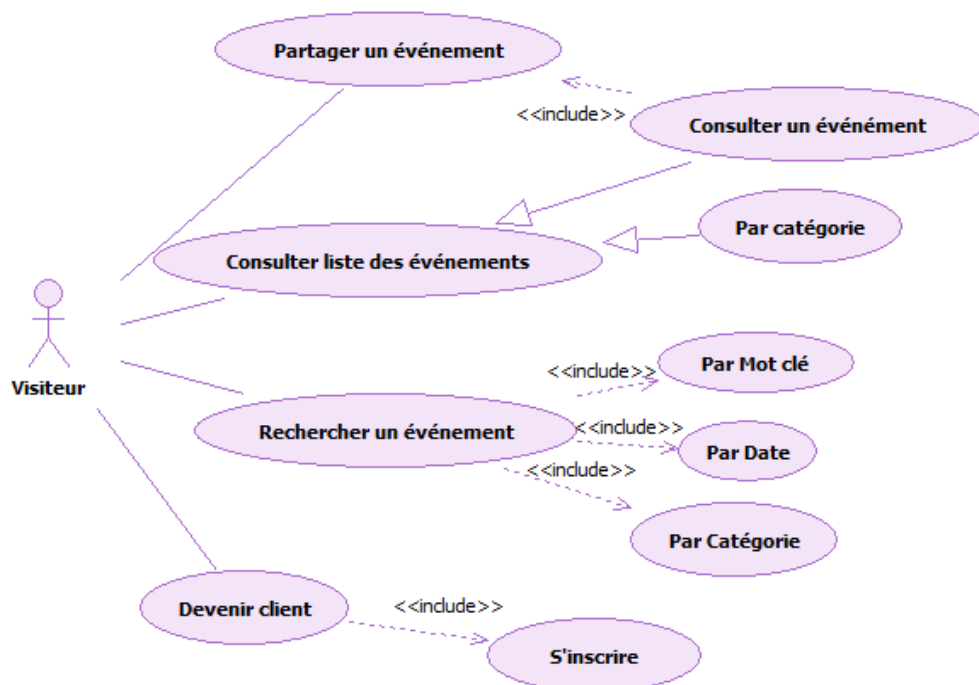 Partager un événement
<<include>>
Consulter un événément
Par catégorie
Consulter liste des événements
Visiteur
<<include>>
Par Mot clé
Rechercher un événement
<<include>>
Par Date
<<include>>
Par Catégorie
Devenir client
<<include>>
S'inscrire